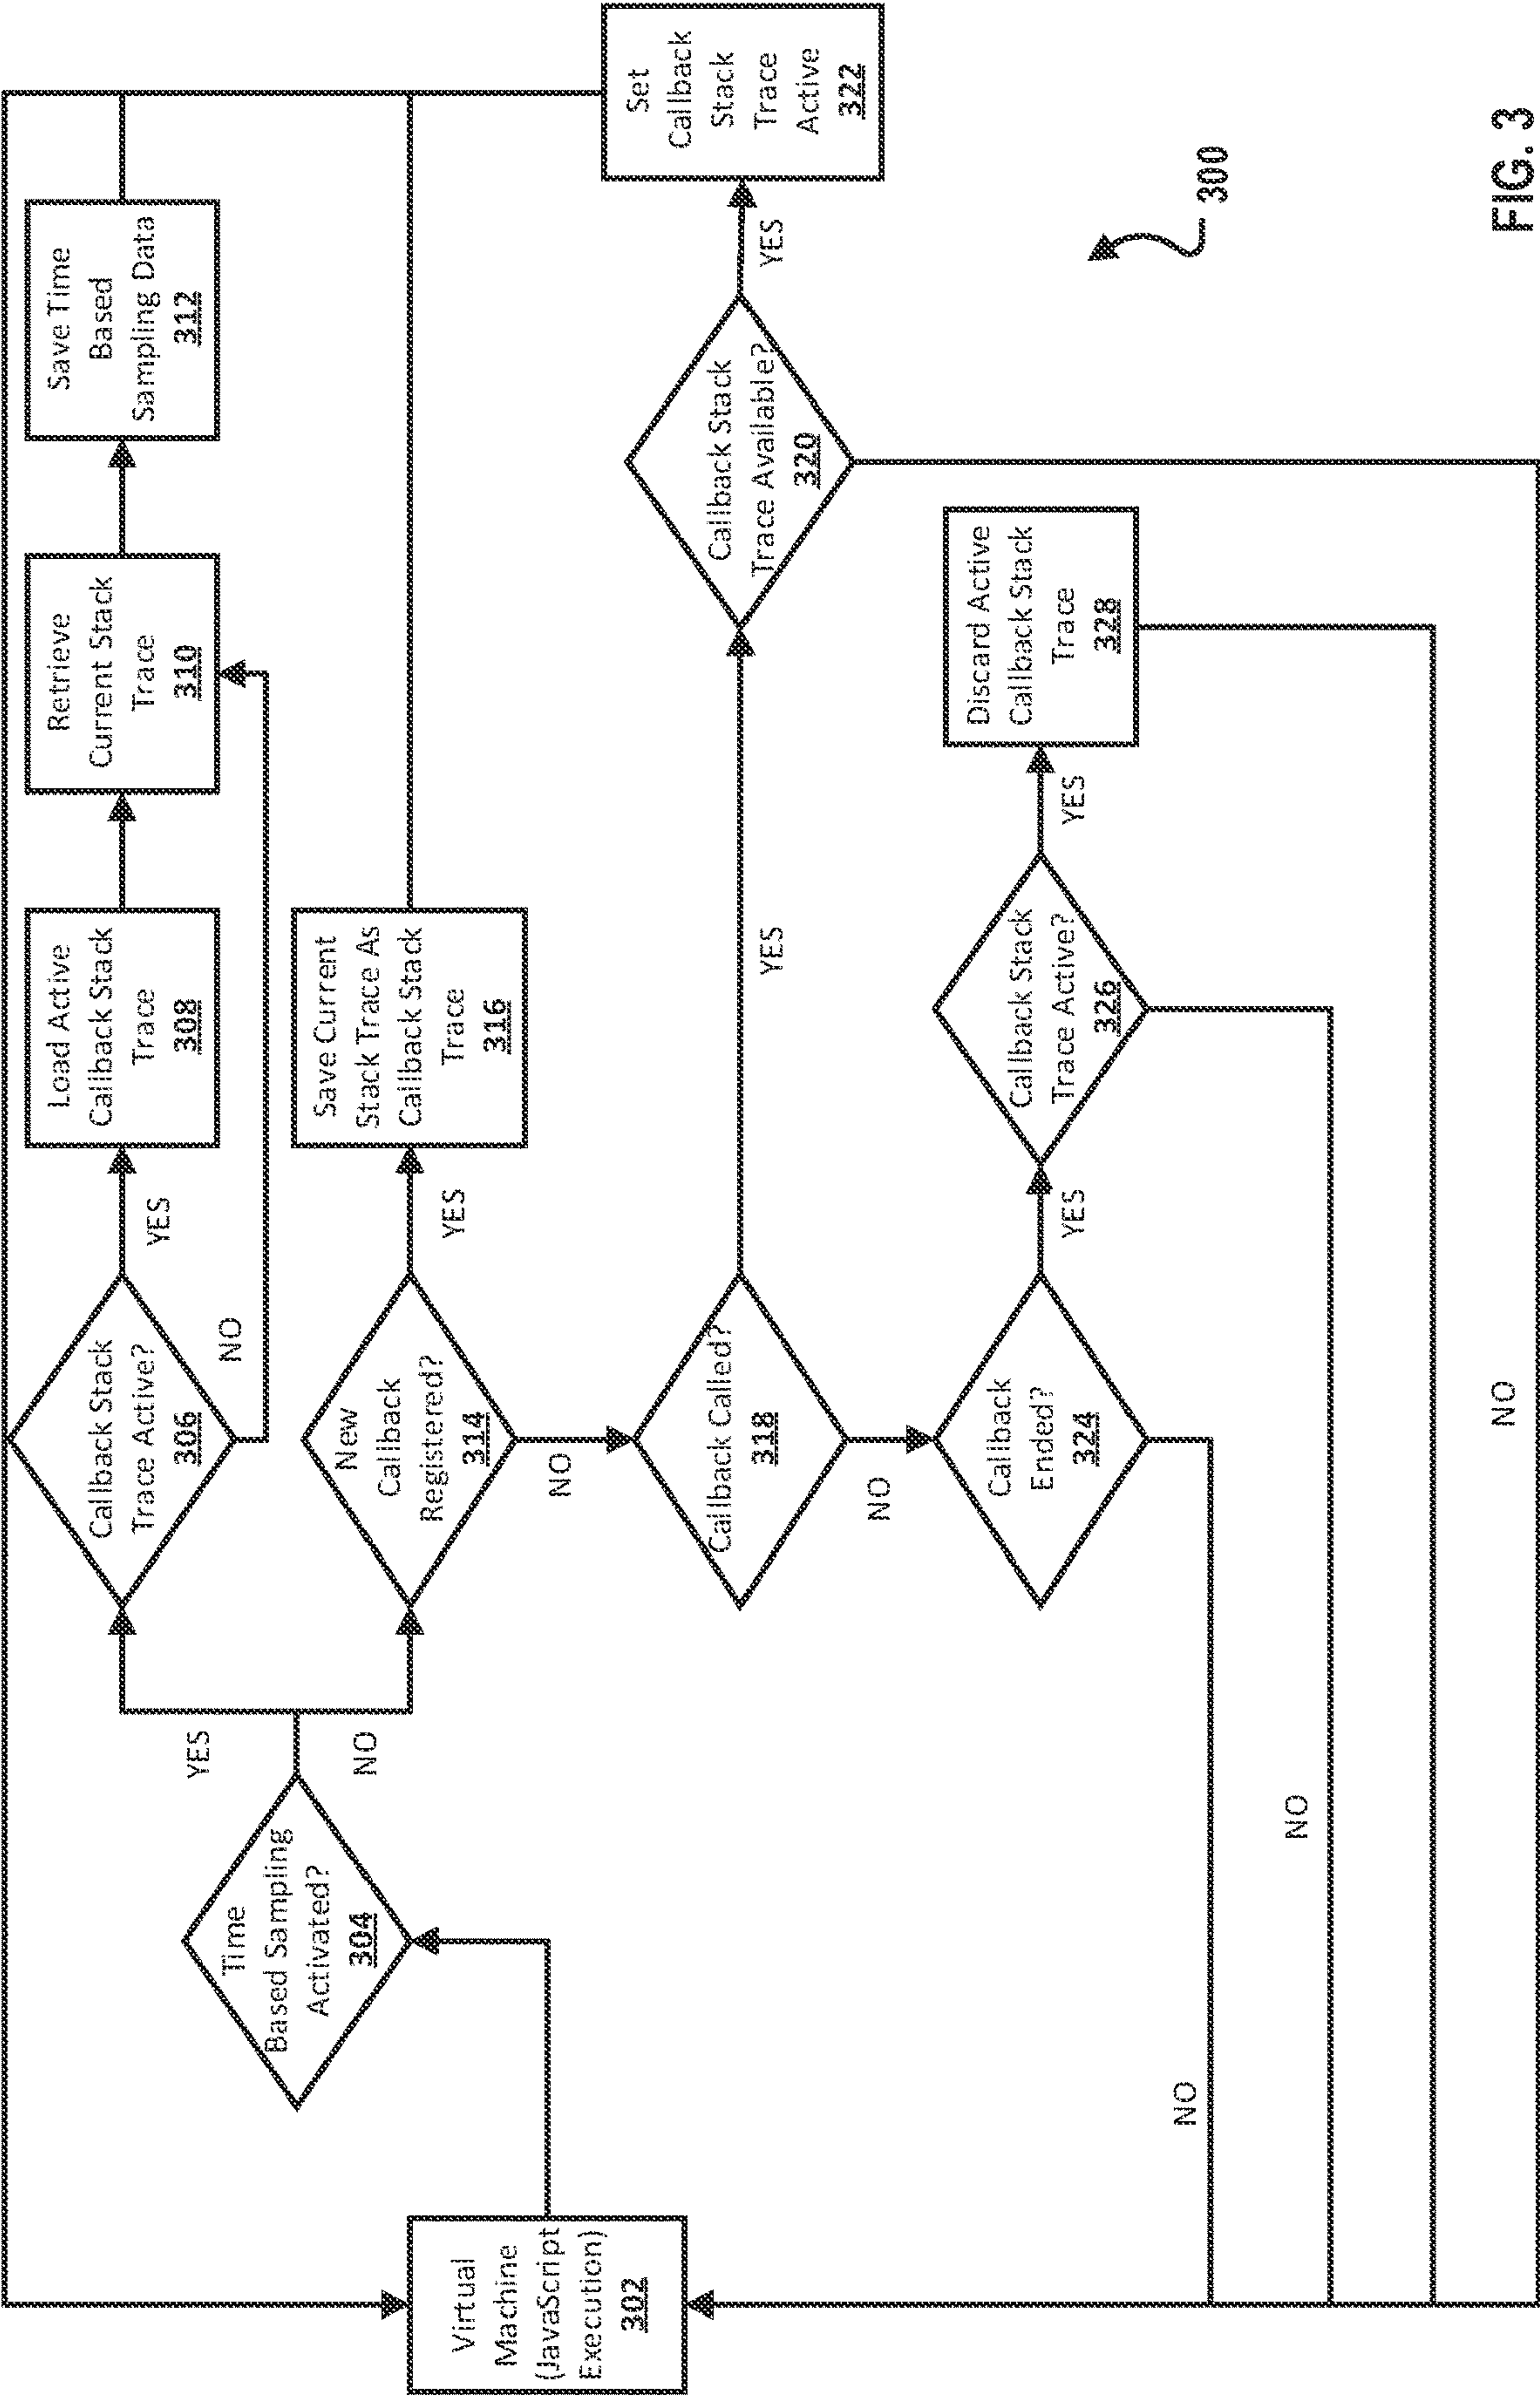 Virtual
Machine
(JavaScript
Execution)
302
Time
Based Sampling
Activated?
304
YES
NO
Callback Stack
Trace Active?
306
YES
NO
Load Active
Callback Stack
Trace
308
Retrieve
Current Stack
Trace
310
Save Time
Based
Sampling Data
312
New
Callback
Registered?
314
YES
NO
Save Current
Stack Trace As
Callback Stack
Trace
316
Callback Called?
318
YES
NO
Callback Stack
Trace Available?
320
YES
NO
Set
Callback
Stack
Trace
Active
322
Callback
Ended?
324
YES
NO
Callback Stack
Trace Active?
326
YES
NO
Discard Active
Callback Stack
Trace
328
300
FIG. 3